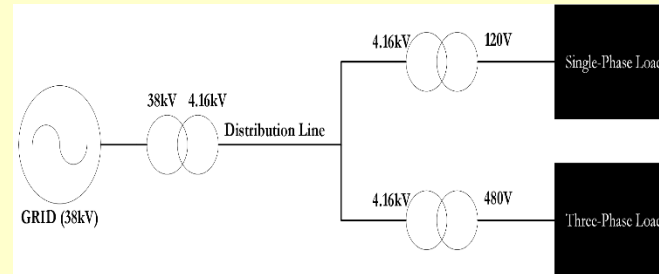 4.16kV 120V
Single-Phase Load
38kV 4.16kV
Distribution Line
GRID (38kV)
4.16kV 480V
Three-Phase Load